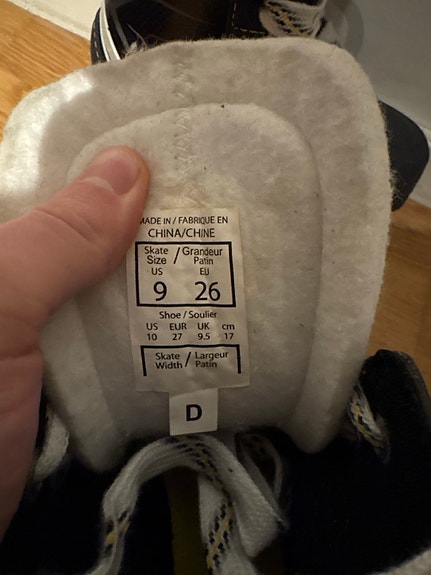 MADE IN / FABRIQUE EN
CHINA/CHINE
Skate / Grandeur
Size Patin
US EU
9 26
Shoe / Soulier
US EUR UK cm
10 27 9.5 17
Skate / Largeur
Width Patin
D